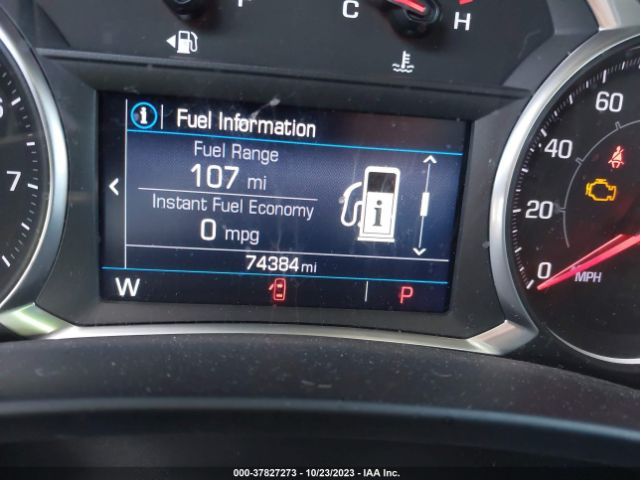 C
H
Fuel Information
Fuel Range
107 mi
Instant Fuel Economy
0 mpg
74384 mi
W
P
7
60
40
20
0
MPH
000-37827273 - 10/23/2023 - IAA Inc.